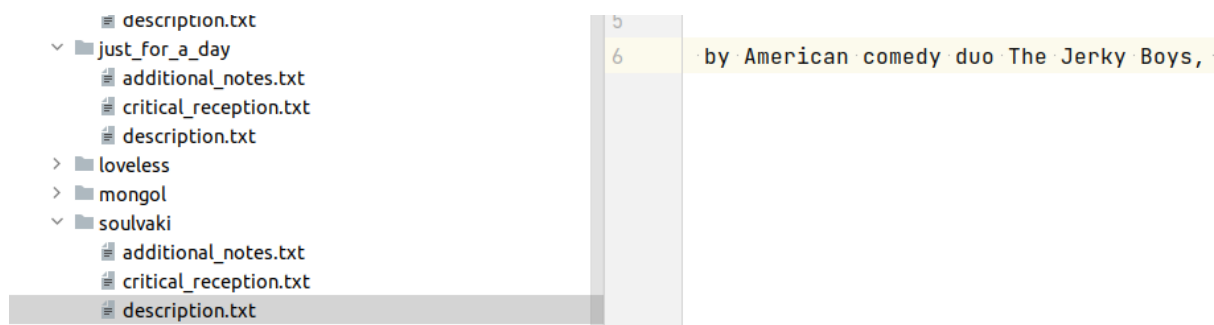 description.txt
just_for_a_day
additional_notes.txt
critical_reception.txt
description.txt
loveless
mongol
soulvaki
additional_notes.txt
critical_reception.txt
description.txt
5
6 by American comedy duo The Jerky Boys,